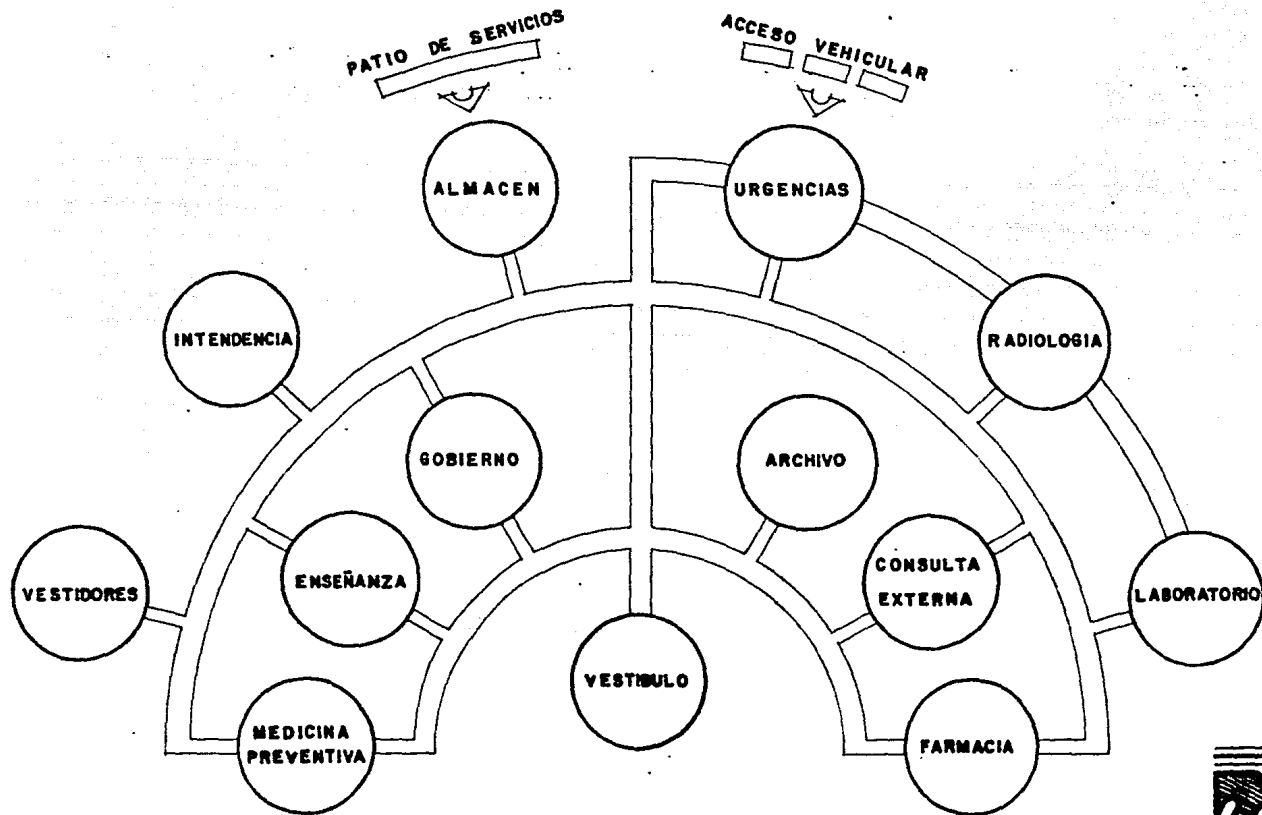 PATIO DE SERVICIOS
ACCESO VEHICULAR
ALMACEN
URGENCIAS
INTENDENCIA
RADIOLOGIA
GOBIERNO
ARCHIVO
ENSEÑANZA
CONSULTA
EXTERNA
VESTIDORES
LABORATORIO
VESTIBULO
MEDICINA
PREVENTIVA
FARMACIA